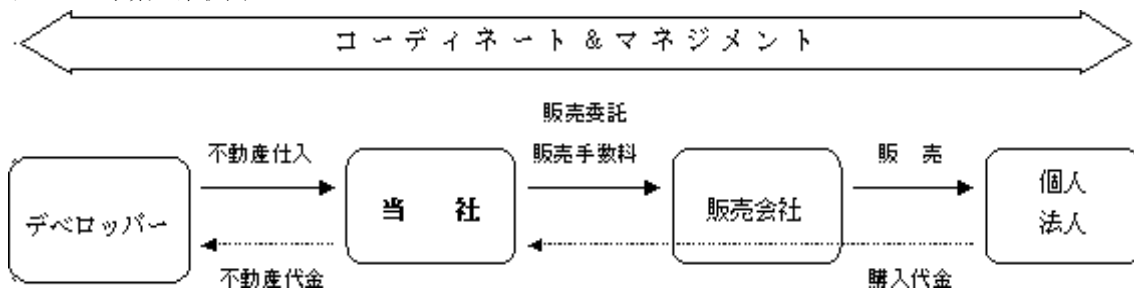 コーディネート＆マネジメント
販売委託
不動産仕入
販売手数料
販　売
デベロッパー
当　社
販売会社
個人
法人
不動産代金
購入代金